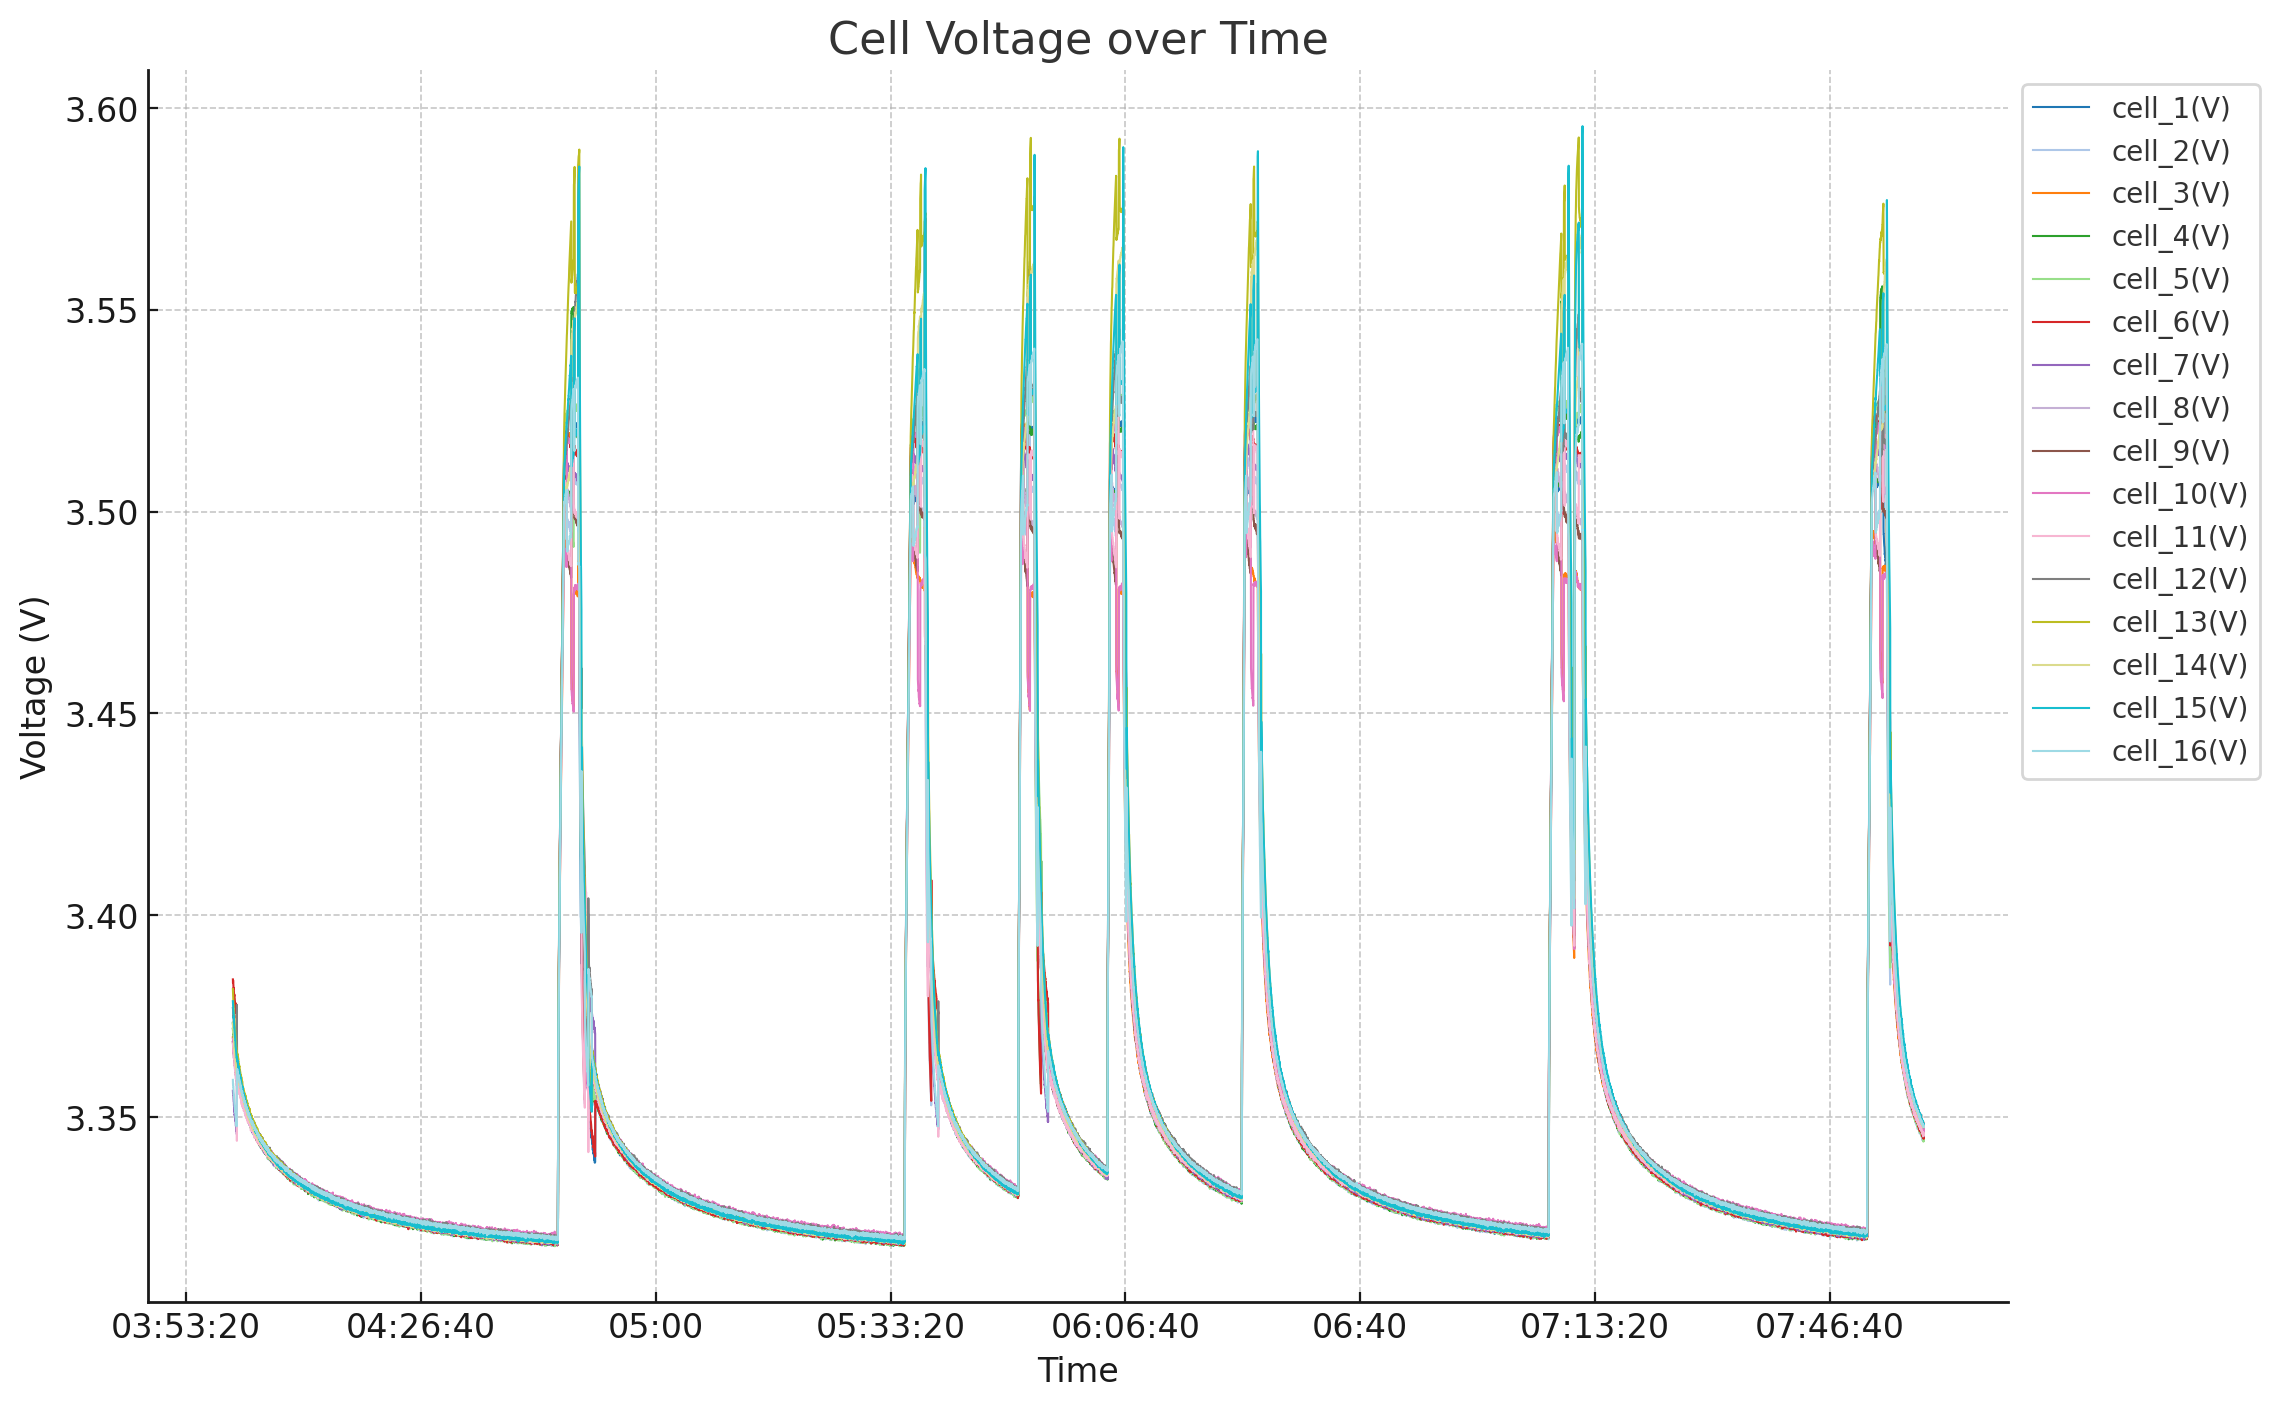 Cell Voltage over Time
3.60
3.55
3.50
3.45
3.40
3.35
Voltage (V)
03:53:20
04:26:40
05:00
05:33:20
06:06:40
06:40
07:13:20
07:46:40
Time
cell_1(V)
cell_2(V)
cell_3(V)
cell_4(V)
cell_5(V)
cell_6(V)
cell_7(V)
cell_8(V)
cell_9(V)
cell_10(V)
cell_11(V)
cell_12(V)
cell_13(V)
cell_14(V)
cell_15(V)
cell_16(V)